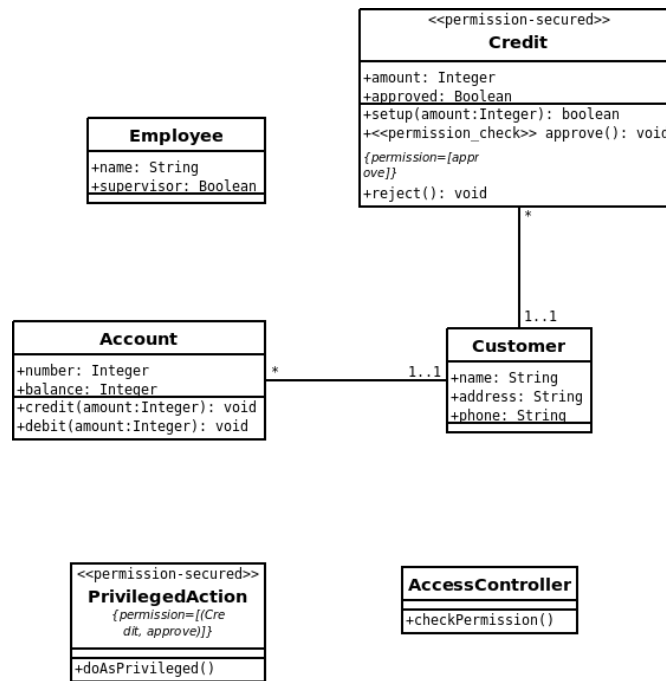 <<permission-secured>>
Credit
+amount: Integer
+approved: Boolean
+setup(amount:Integer): boolean
+<<permission_check>> approve(): void
{permission=[appr
ove]}
+reject(): void
Employee
+name: String
+supervisor: Boolean
*
1..1
Account
+number: Integer
+balance: Integer
+credit(amount:Integer): void
+debit(amount:Integer): void
*
1..1
Customer
+name: String
+address: String
+phone: String
<<permission-secured>>
PrivilegedAction
{permission=[(Cre
dit, approve)]}
+doAsPrivileged()
AccessController
+checkPermission()